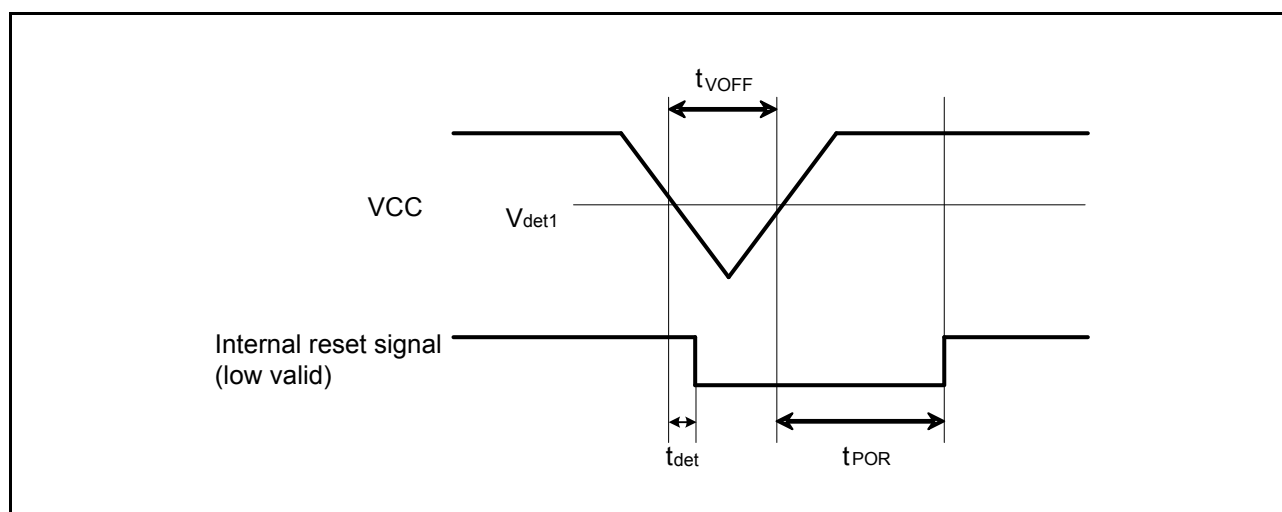 tVOFF
VCC
Vdet1
Internal reset signal
(low valid)
tdet
tPOR